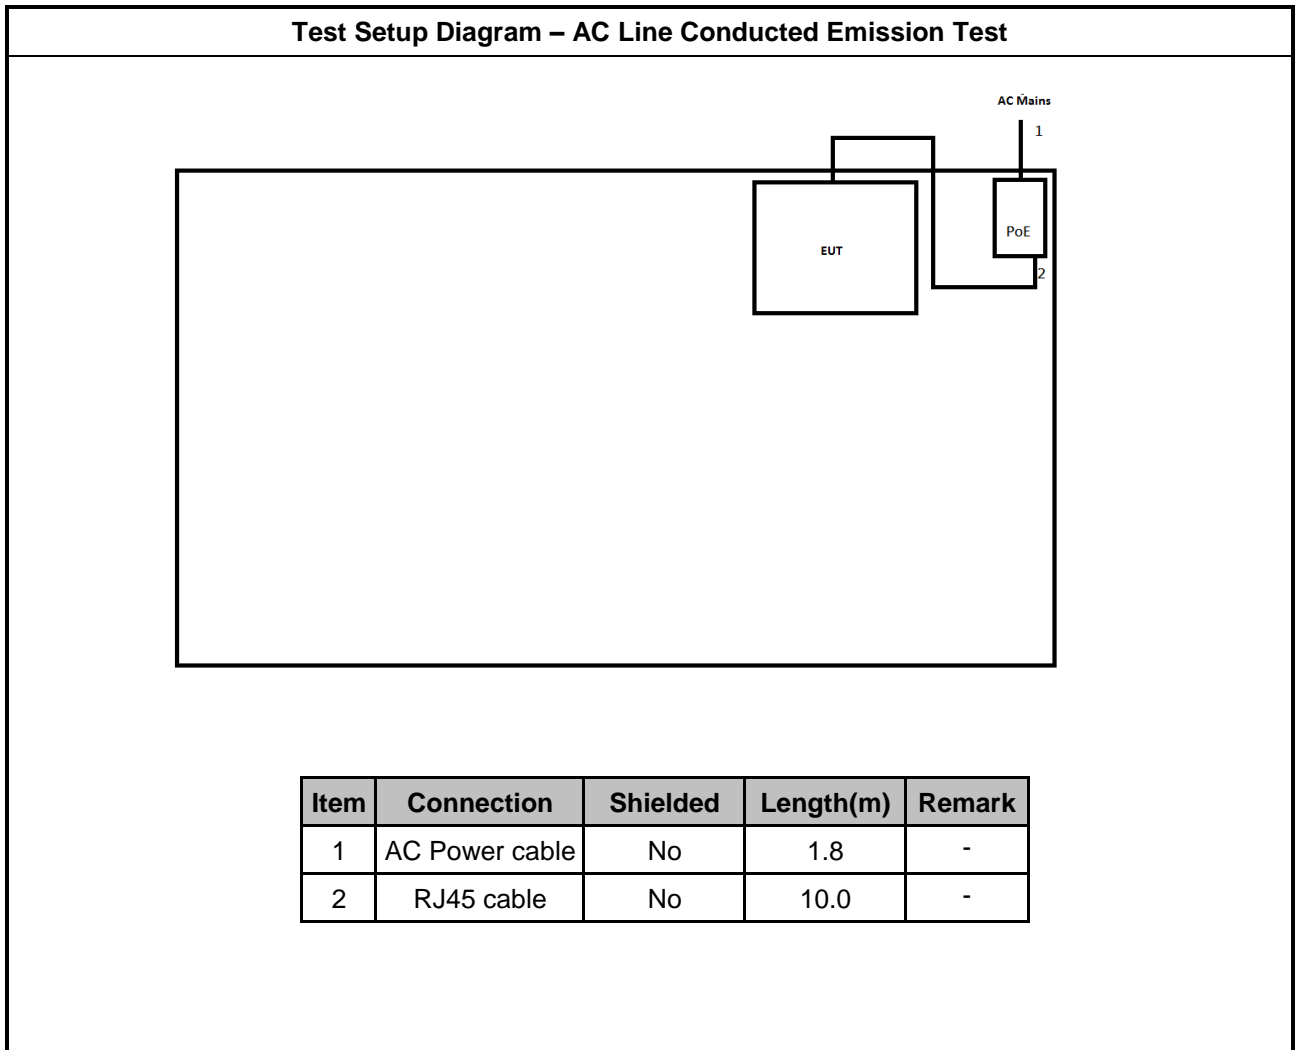 Test Setup Diagram – AC Line Conducted Emission Test
AC Mains
1
EUT
PoE
2
Item Connection Shielded Length(m) Remark
1 AC Power cable No 1.8 -
2 RJ45 cable No 10.0 -